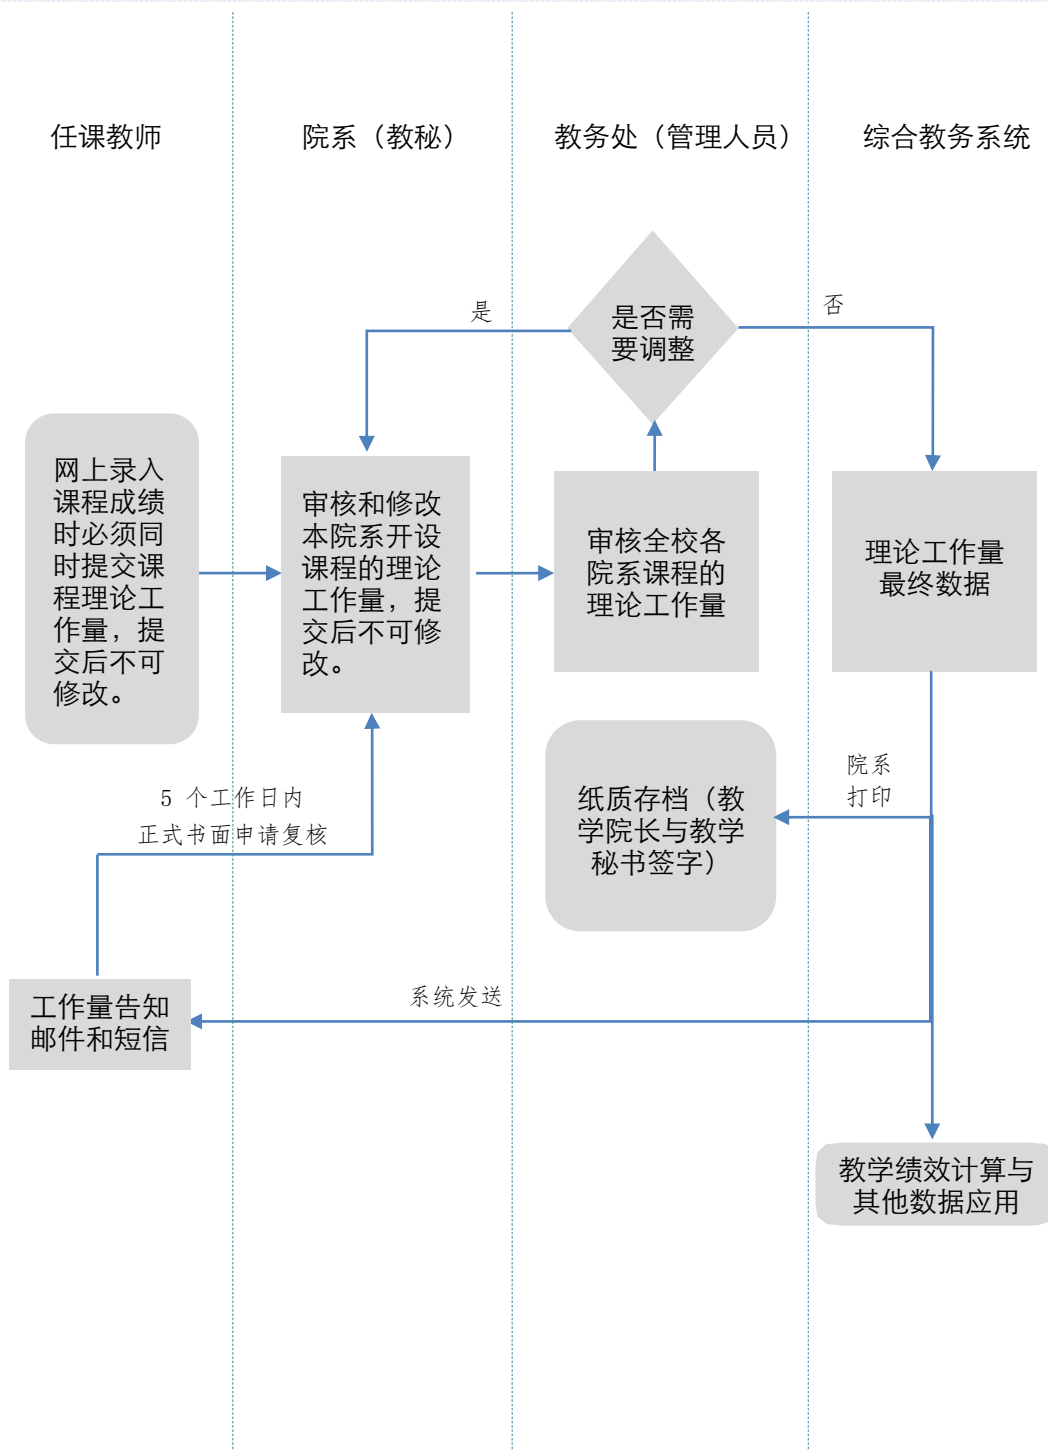 任课教师
院系（教秘）
教务处（管理人员）
综合教务系统
是
是否需
要调整
否
网上录入
课程成绩
时必须同
时提交课
程理论工
作量，提
交后不可
修改。
审核和修改
本院系开设
课程的理论
工作量，提
交后不可修
改。
审核全校各
院系课程的
理论工作量
理论工作量
最终数据
院系
打印
纸质存档（教
学院长与教学
秘书签字）
5 个工作日内
正式书面申请复核
系统发送
工作量告知
邮件和短信
教学绩效计算与
其他数据应用